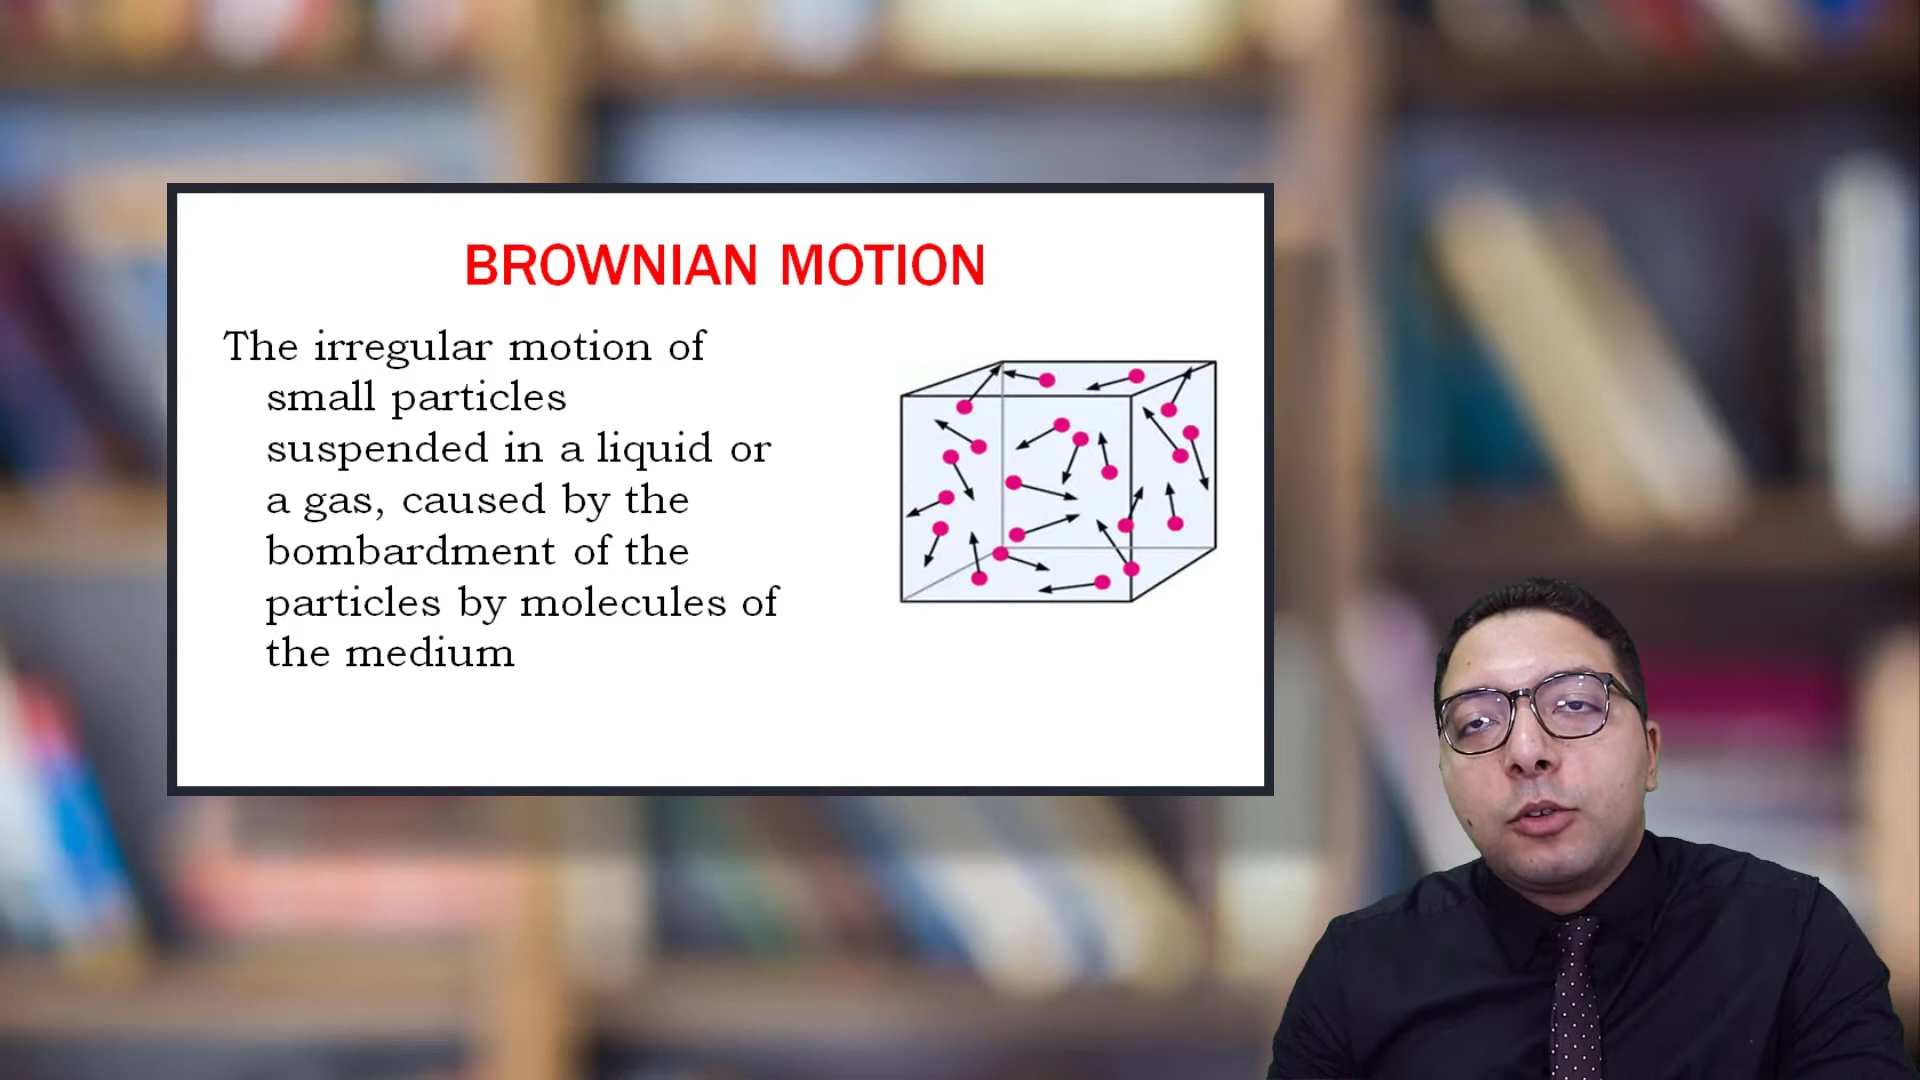 BROWNIAN MOTION
The irregular motion of
small particles
suspended in a liquid or
a gas, caused by the
bombardment of the
particles by molecules of
the medium